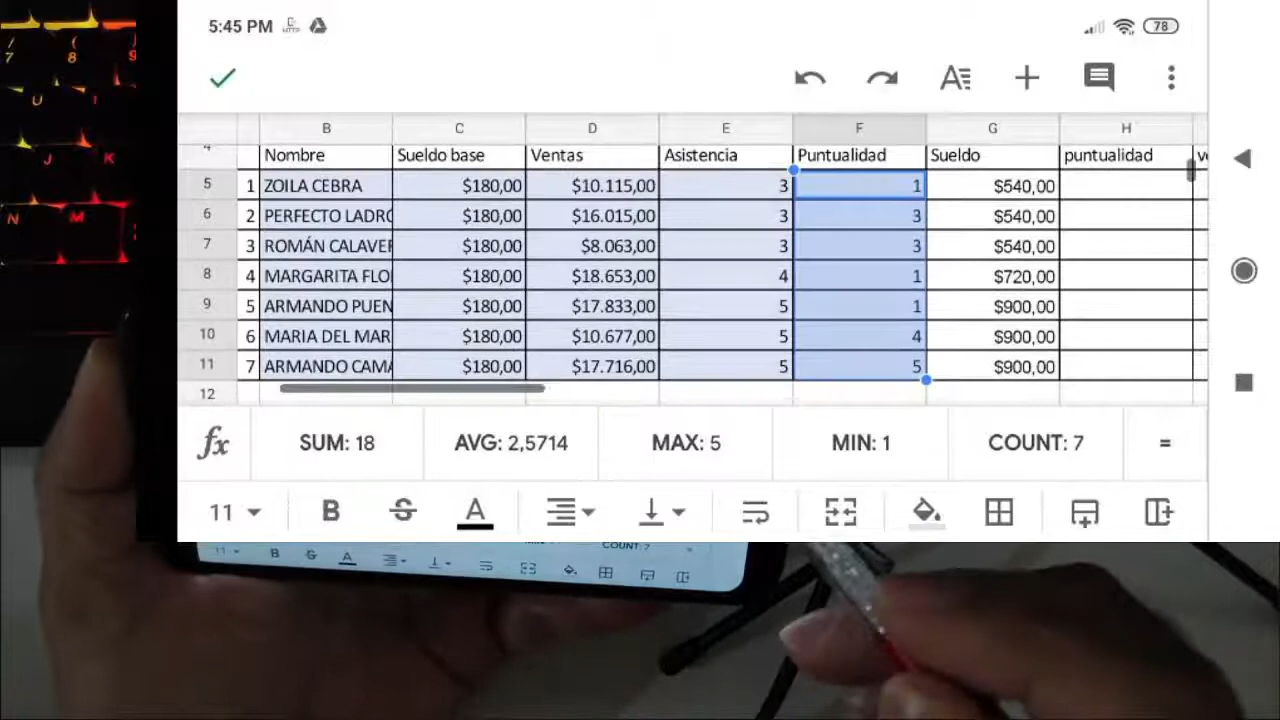 5:45 PM
78
B C D E F G H
4 Nombre Sueldo base Ventas Asistencia Puntualidad Sueldo puntualidad
5 1 ZOILA CEBRA $180,00 $10.115,00 3 1 $540,00
6 2 PERFECTO LADRO $180,00 $16.015,00 3 3 $540,00
7 3 ROMÁN CALAVER $180,00 $8.063,00 3 3 $540,00
8 4 MARGARITA FLO $180,00 $18.653,00 4 1 $720,00
9 5 ARMANDO PUEN $180,00 $17.833,00 5 1 $900,00
10 6 MARIA DEL MAR $180,00 $10.677,00 5 4 $900,00
11 7 ARMANDO CAMA $180,00 $17.716,00 5 5 $900,00
12
fx SUM: 18 AVG: 2,5714 MAX: 5 MIN: 1 COUNT: 7 =
11 B S A
COUNT: 7
11 B S A
/ (
7 8 9
U I
J K
N M